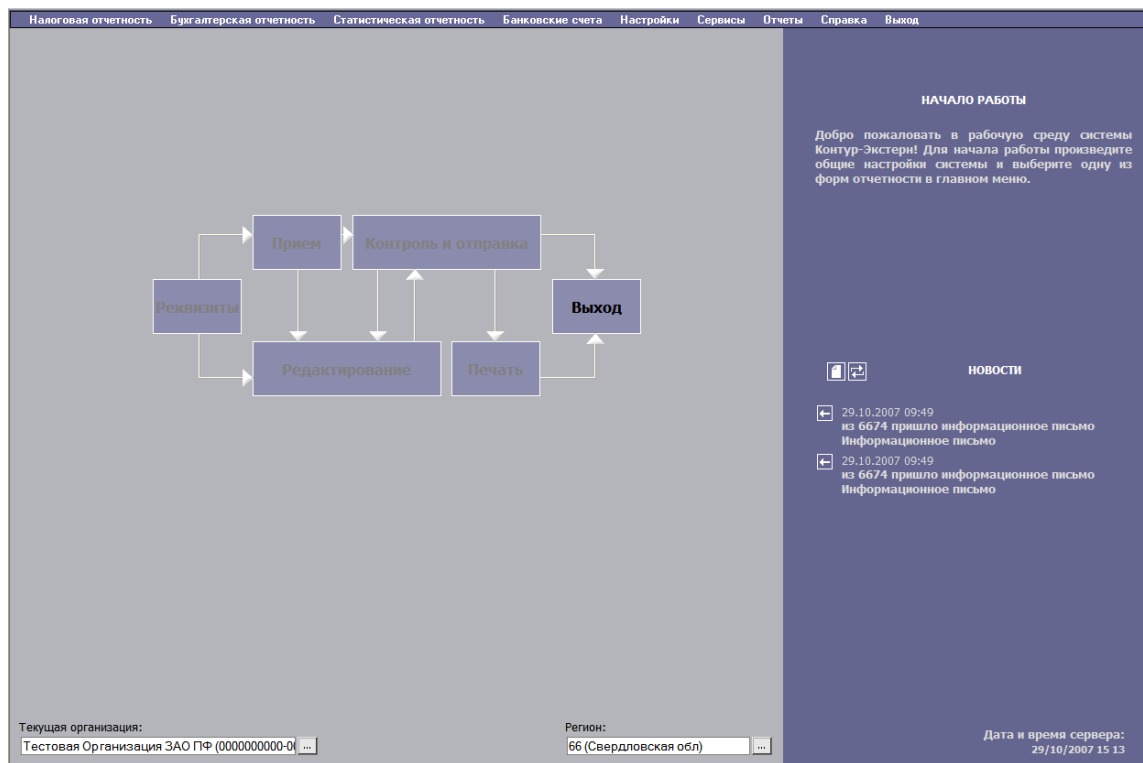 Налоговая отчетность Бухгалтерская отчетность Статистическая отчетность Банковские счета Настройки Сервисы Отчеты Справка Выход
НАЧАЛО РАБОТЫ
Добро пожаловать в рабочую среду системы
Контур-Экстерн! Для начала работы произведите
общие настройки системы и выберите одну из
форм отчетности в главном меню.
Прием
Контроль и отправка
Реквизиты
Выход
Редактирование
Печать
НОВОСТИ
29.10.2007 09:49
из 6674 пришло информационное письмо
Информационное письмо
29.10.2007 09:49
из 6674 пришло информационное письмо
Информационное письмо
Текущая организация:
Тестовая Организация ЗАО ПФ (0000000000-00 ...
Регион:
66 (Свердловская обл) ...
Дата и время сервера:
29/10/2007 15 13